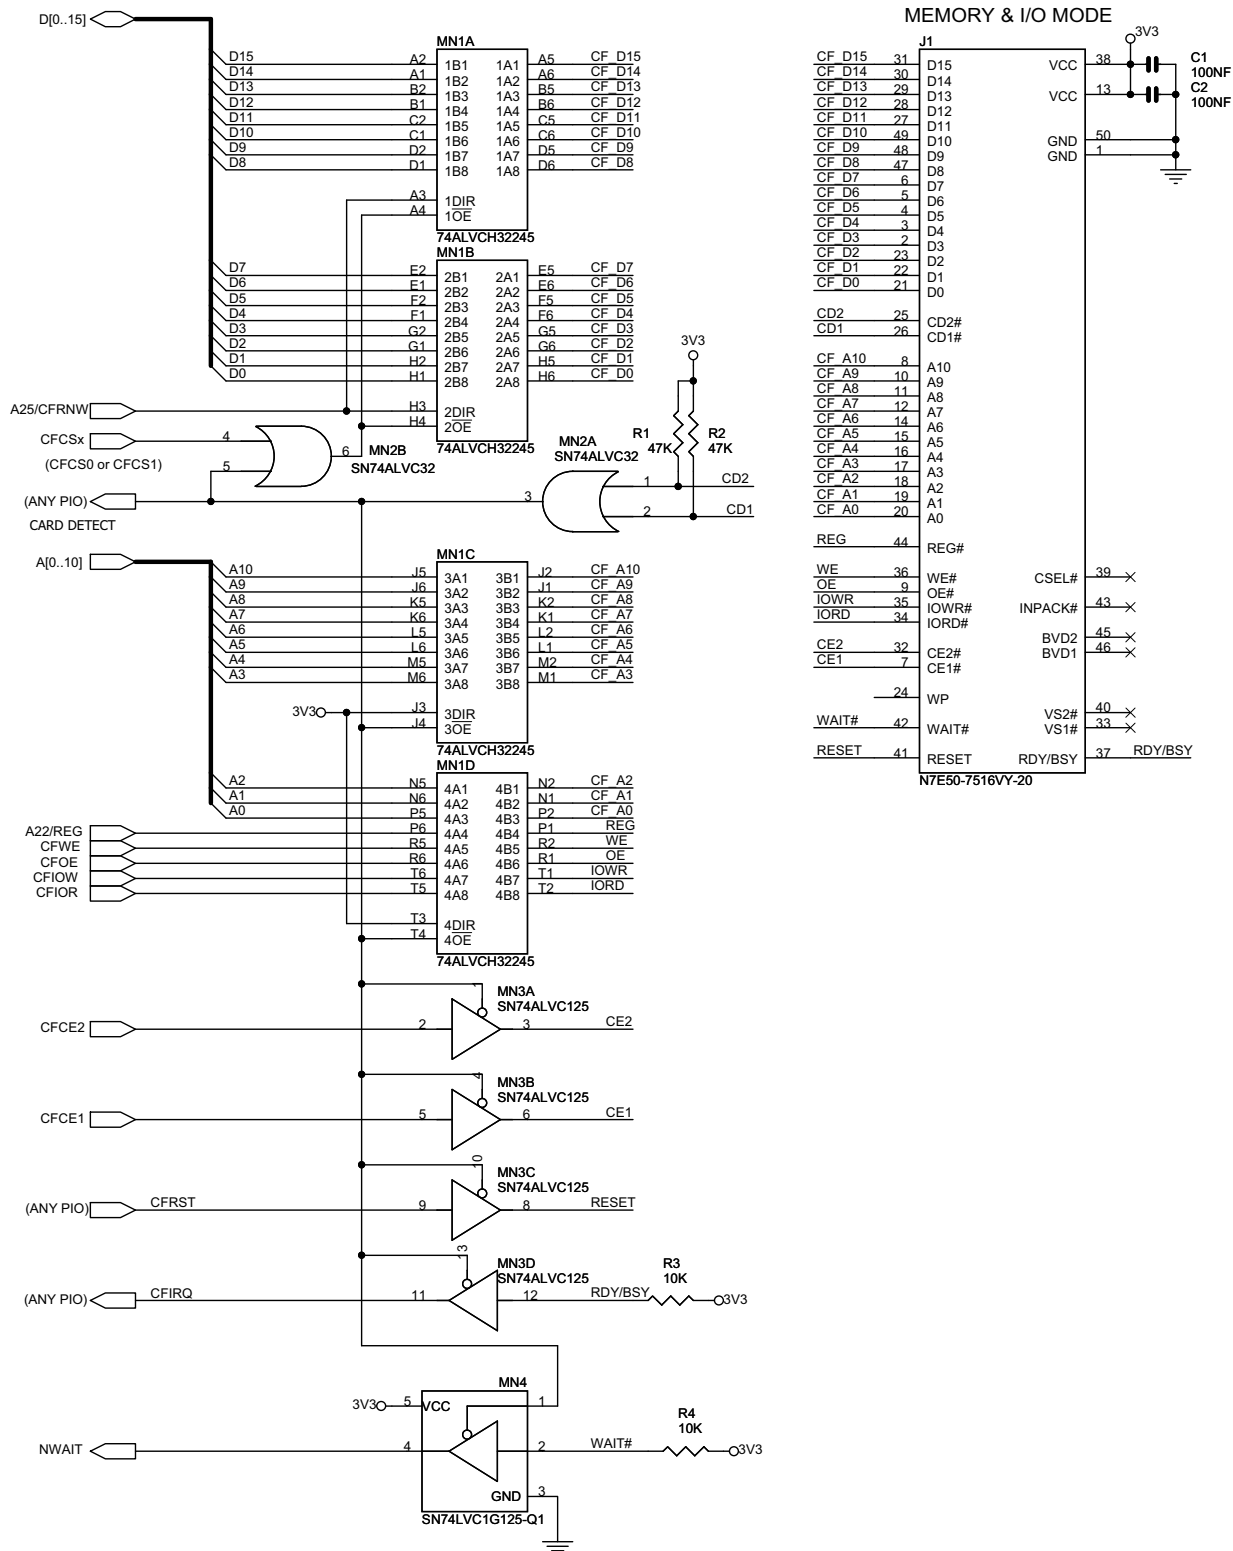 MEMORY & I/O MODE
D[0..15]
MN1A
D15 A2 1B1 1A1 A5 CF_D15
D14 A1 1B2 1A2 A6 CF_D14
D13 B2 1B3 1A3 B5 CF_D13
D12 B1 1B4 1A4 B6 CF_D12
D11 C2 1B5 1A5 C5 CF_D11
D10 C1 1B6 1A6 C6 CF_D10
D9 D2 1B7 1A7 D5 CF_D9
D8 D1 1B8 1A8 D6 CF_D8
A3 1DIR
A4 1OE
74ALVCH32245
MN1B
D7 E2 2B1 2A1 E5 CF_D7
D6 E1 2B2 2A2 E6 CF_D6
D5 F2 2B3 2A3 F5 CF_D5
D4 F1 2B4 2A4 F6 CF_D4
D3 G2 2B5 2A5 G5 CF_D3
D2 G1 2B6 2A6 G6 CF_D2
D1 H2 2B7 2A7 H5 CF_D1
D0 H1 2B8 2A8 H6 CF_D0
A25/CFRNW H3 2DIR
H4 2OE
74ALVCH32245
CFCSx 4
(CFCS0 or CFCS1) 5
6 MN2B
SN74ALVC32
3V3
R1
47K
R2
47K
MN2A
SN74ALVC32
1 CD2
2 CD1
3
(ANY PIO)
CARD DETECT
A[0..10]
MN1C
A10 J5 3A1 3B1 J2 CF_A10
A9 J6 3A2 3B2 J1 CF_A9
A8 K5 3A3 3B3 K2 CF_A8
A7 K6 3A4 3B4 K1 CF_A7
A6 L5 3A5 3B5 L2 CF_A6
A5 L6 3A6 3B6 L1 CF_A5
A4 M5 3A7 3B7 M2 CF_A4
A3 M6 3A8 3B8 M1 CF_A3
3V3 J3 3DIR
J4 3OE
74ALVCH32245
MN1D
A2 N5 4A1 4B1 N2 CF_A2
A1 N6 4A2 4B2 N1 CF_A1
A0 P5 4A3 4B3 P2 CF_A0
A22/REG P6 4A4 4B4 P1 REG
CFWE R5 4A5 4B5 R2 WE
CFOE R6 4A6 4B6 R1 OE
CFIOW T6 4A7 4B7 T1 IOWR
CFIOR T5 4A8 4B8 T2 IORD
T3 4DIR
T4 4OE
74ALVCH32245
1 MN3A
SN74ALVC125
CFCE2 2 3 CE2
4 MN3B
SN74ALVC125
CFCE1 5 6 CE1
10 MN3C
SN74ALVC125
(ANY PIO) CFRST 9 8 RESET
13 MN3D
SN74ALVC125
(ANY PIO) CFIRQ 11 12 RDY/BSY
R3
10K
3V3
MN4
3V3 5 VCC 1
NWAIT 4 2 WAIT#
R4
10K
3V3
GND 3
SN74LVC1G125-Q1
J1
3V3
CF_D15 31 D15
CF_D14 30 D14
CF_D13 29 D13
CF_D12 28 D12
CF_D11 27 D11
CF_D10 49 D10
CF_D9 48 D9
CF_D8 47 D8
CF_D7 6 D7
CF_D6 5 D6
CF_D5 4 D5
CF_D4 3 D4
CF_D3 2 D3
CF_D2 23 D2
CF_D1 22 D1
CF_D0 21 D0
CD2 25 CD2#
CD1 26 CD1#
CF_A10 8 A10
CF_A9 10 A9
CF_A8 11 A8
CF_A7 12 A7
CF_A6 14 A6
CF_A5 15 A5
CF_A4 16 A4
CF_A3 17 A3
CF_A2 18 A2
CF_A1 19 A1
CF_A0 20 A0
REG 44 REG#
WE 36 WE#
OE 9 OE#
IOWR 35 IOWR#
IORD 34 IORD#
CE2 32 CE2#
CE1 7 CE1#
24 WP
WAIT# 42 WAIT#
RESET 41 RESET
VCC 38
C1
100NF
VCC 13
C2
100NF
GND 50
GND 1
CSEL# 39
INPACK# 43
BVD2 45
BVD1 46
VS2# 40
VS1# 33
RDY/BSY 37 RDY/BSY
N7E50-7516VY-20